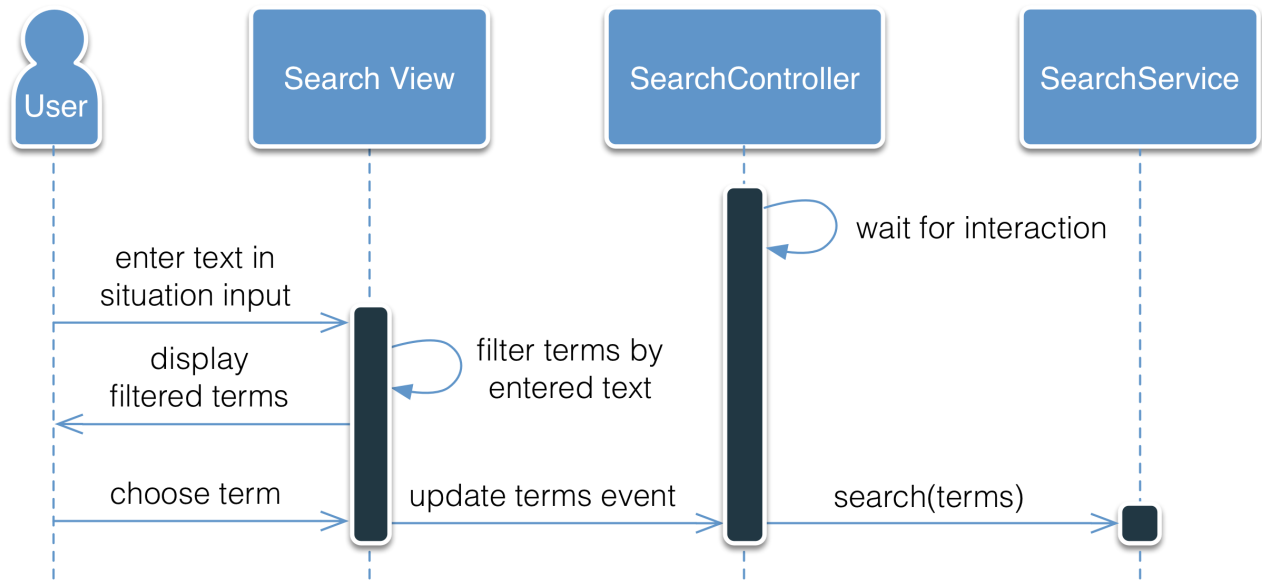 User
Search View
SearchController
SearchService
wait for interaction
enter text in
situation input
filter terms by
entered text
display
filtered terms
choose term
update terms event
search(terms)